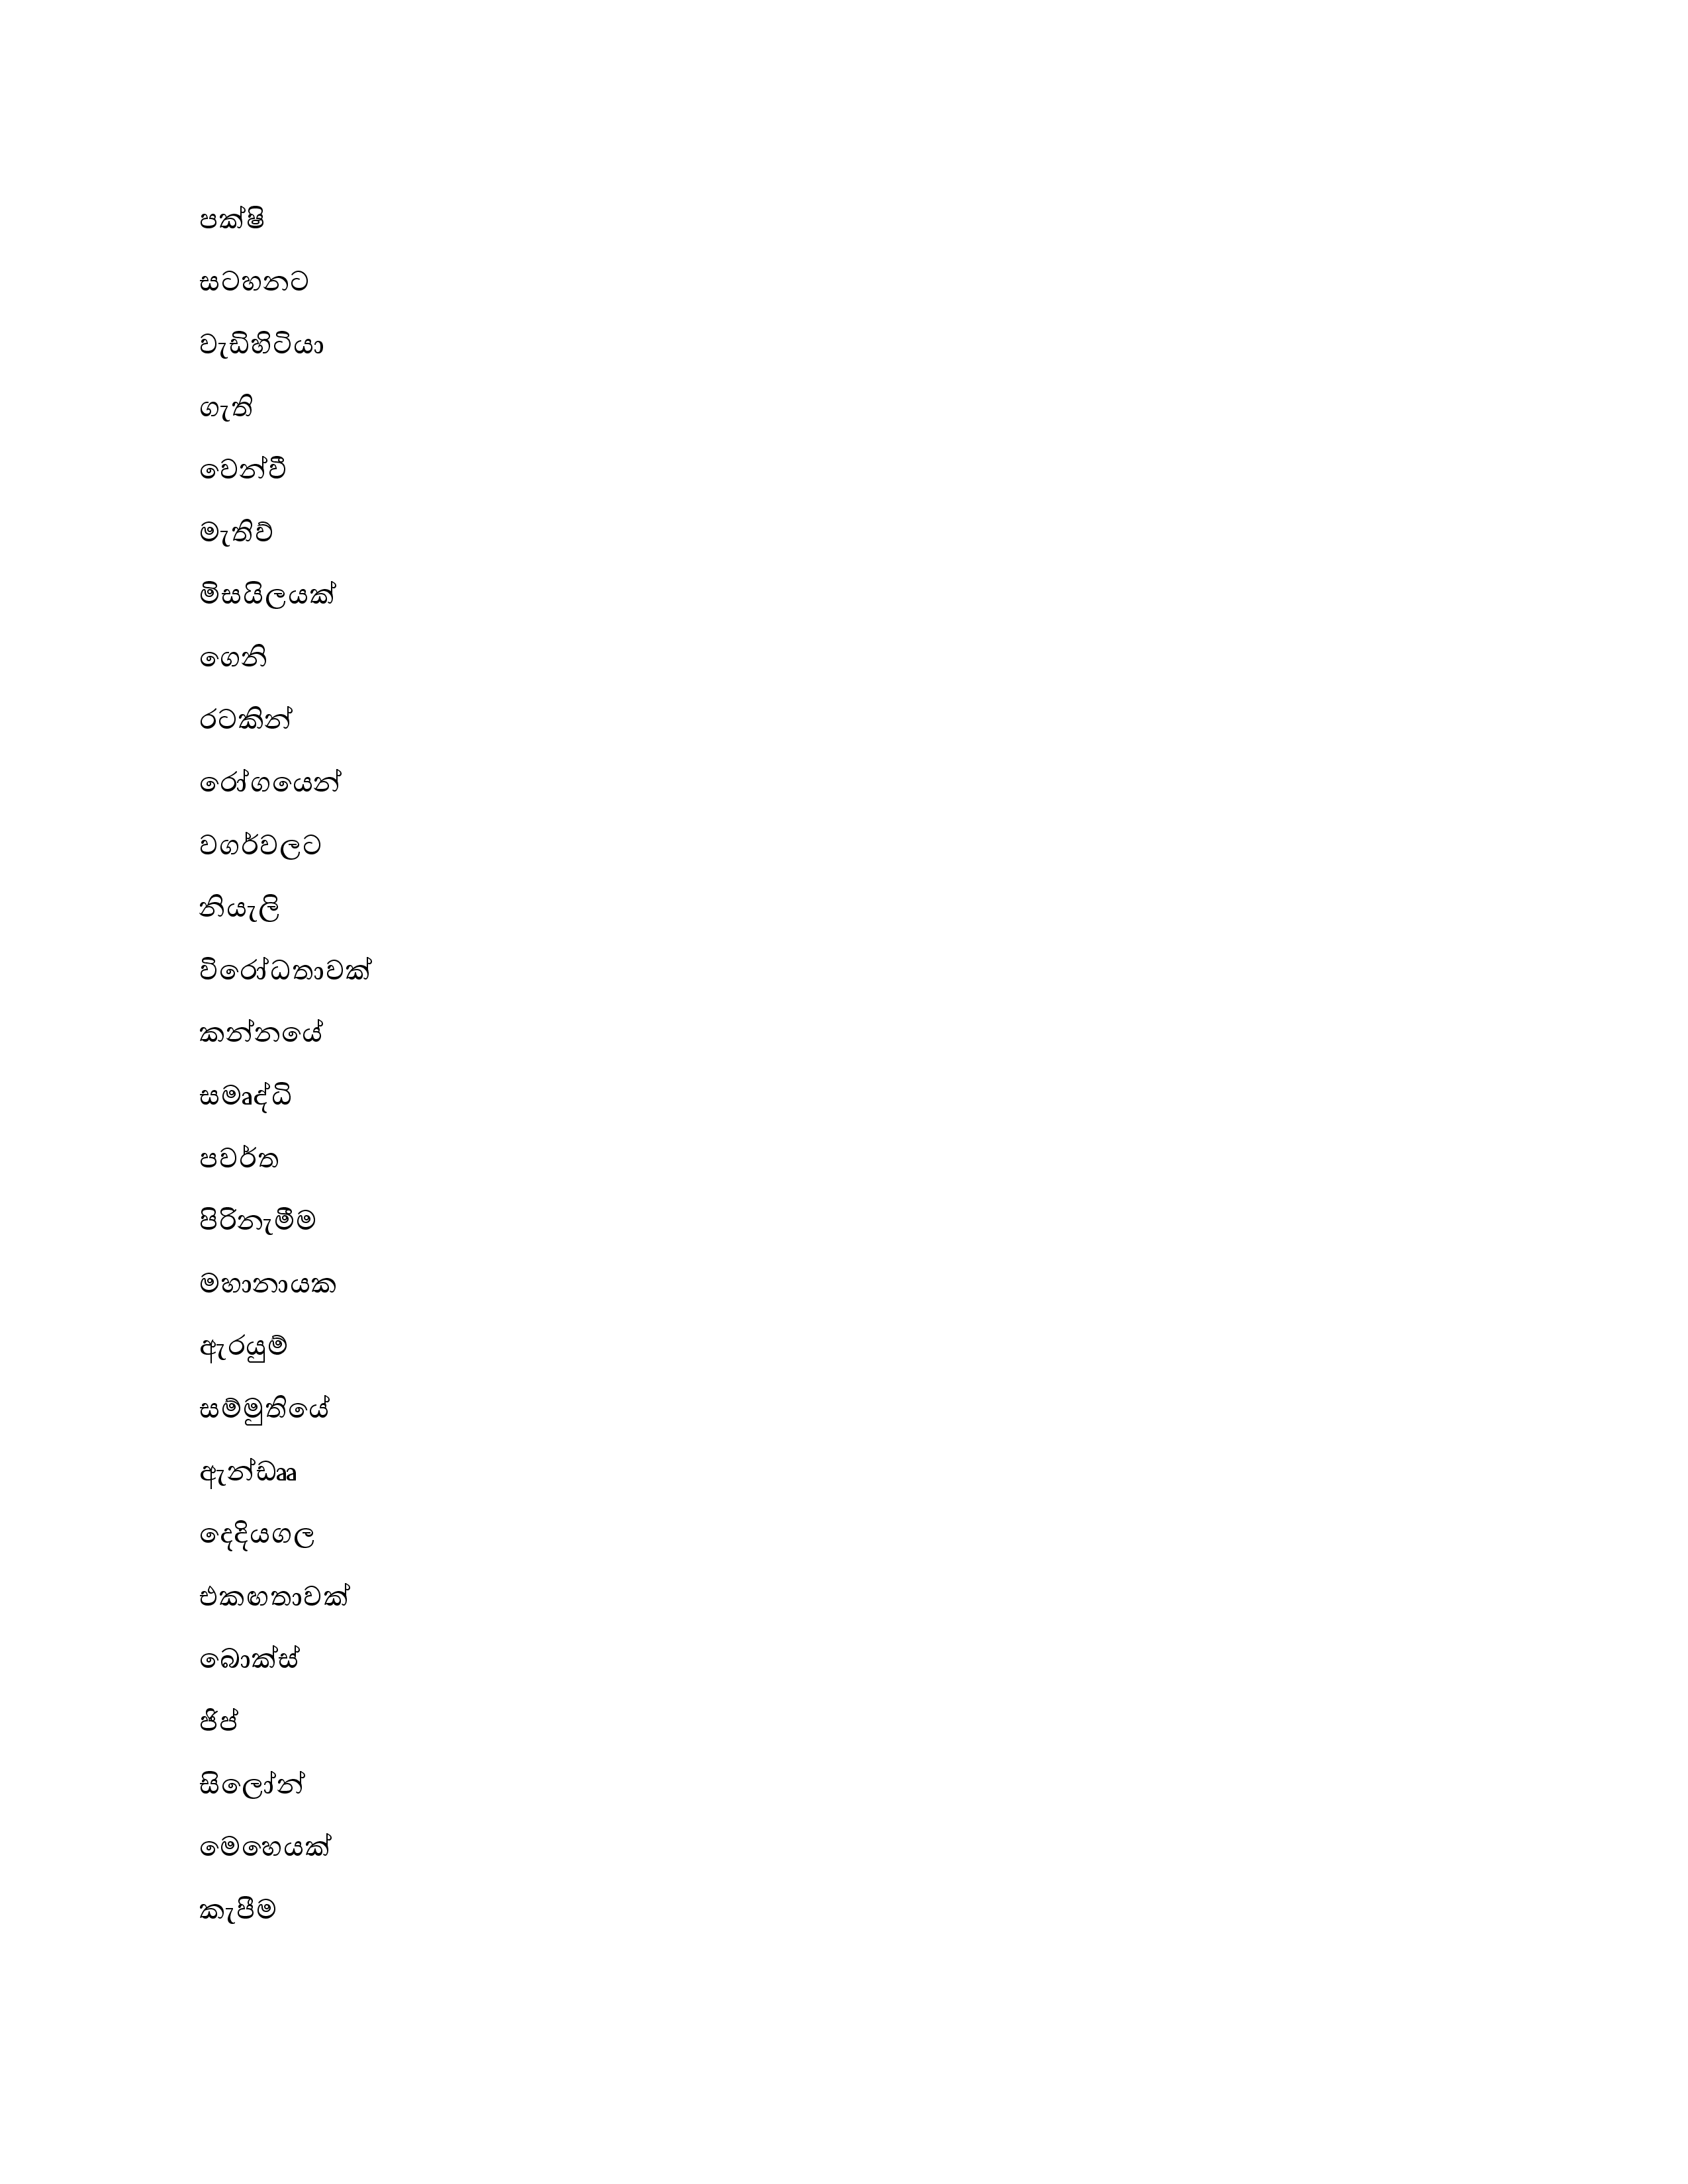 පක්ෂි
සටහනට
වැඩිහිටියා
ගැති
වෙන්වී
මැතිව්
මිසයිලයක්
ගෙනි
රටකින්
රෝගයෙන්
වගර්වලට
නියැලි
විරෝධතාවක්
කන්නයේ
සමෘද්ධි
පවර්ත
පිරිනැමීම
මහානායක
ඇරයුම්
සම්මුතියේ
ඇන්ඩෲ
දෙදියගල
එකඟතාවක්
බොක්ස්
ජිප්
සිලෝන්
මෙහෙයක්
කැපීම